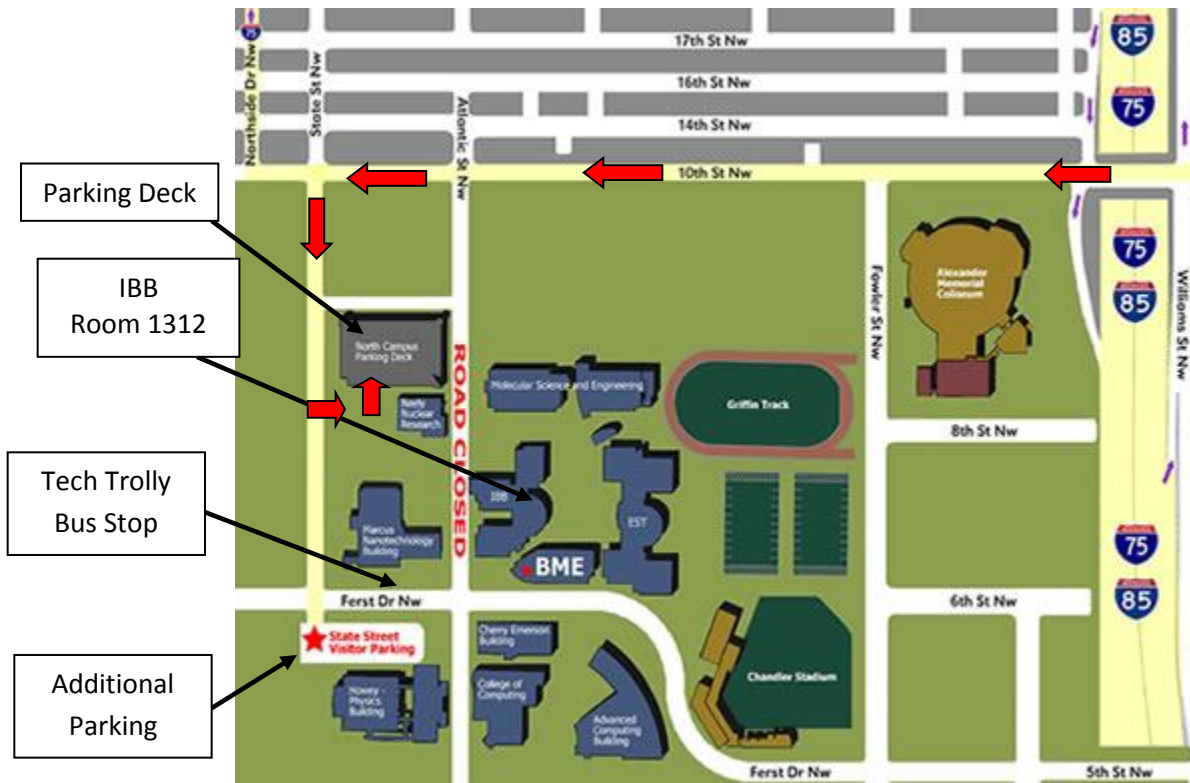 85
75
17th St Nw
16th St Nw
14th St Nw
10th St Nw
75
Northside Dr Nw
State St Nw
Atlantic St Nw
Parking Deck
IBB
Room 1312
Tech Trolly
Bus Stop
Additional
Parking
North Campus
Parking Deck
Neely
Nuclear
Research
ROAD CLOSED
Molecular Science and Engineering
Griffin Track
Fowler St Nw
Alexander
Memorial
Coliseum
75
85
Williams St Nw
8th St Nw
IBB
EST
Marcus
Nanotechnology
Building
BME
75
85
Ferst Dr Nw
6th St Nw
State Street
Visitor Parking
Cherry Emerson
Building
College of
Computing
Howey -
Physics
Building
Advanced
Computing
Building
Chandler Stadium
Ferst Dr Nw
5th St Nw